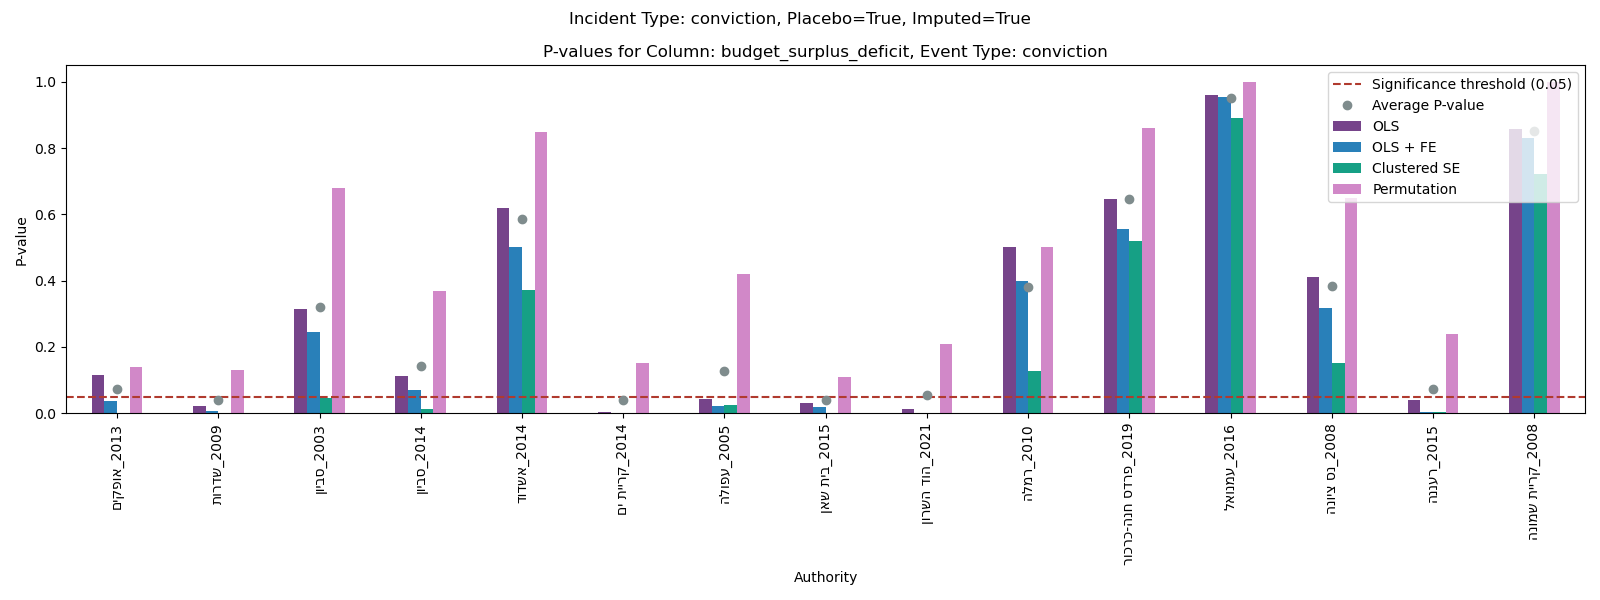 Incident Type: conviction, Placebo=True, Imputed=True
P-values for Column: budget_surplus_deficit, Event Type: conviction
Significance threshold (0.05)
Average P-value
OLS
OLS + FE
Clustered SE
Permutation
P-value
1.0
0.8
0.6
0.4
0.2
0.0
אופקים_2013
שדרות_2009
סביון_2003
סביון_2014
אשדוד_2014
קריית ים_2014
עפולה_2005
בית שאן_2015
הוד השרון_2021
רמלה_2010
פרדס חנה-כרכור_2019
עמנואל_2016
נס ציונה_2008
רעננה_2015
קריית שמונה_2008
Authority